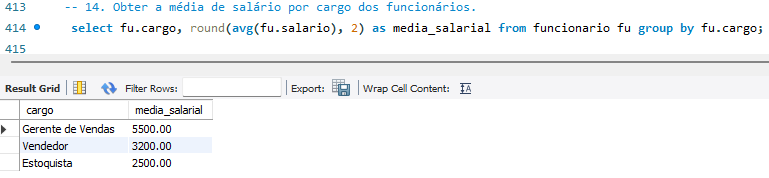 413 -- 14. Obter a média de salário por cargo dos funcionários.
414 select fu.cargo, round(avg(fu.salario), 2) as media_salarial from funcionario fu group by fu.cargo;
415
Result Grid Filter Rows: Export: Wrap Cell Content:
cargo media_salarial
Gerente de Vendas 5500.00
Vendedor 3200.00
Estoquista 2500.00